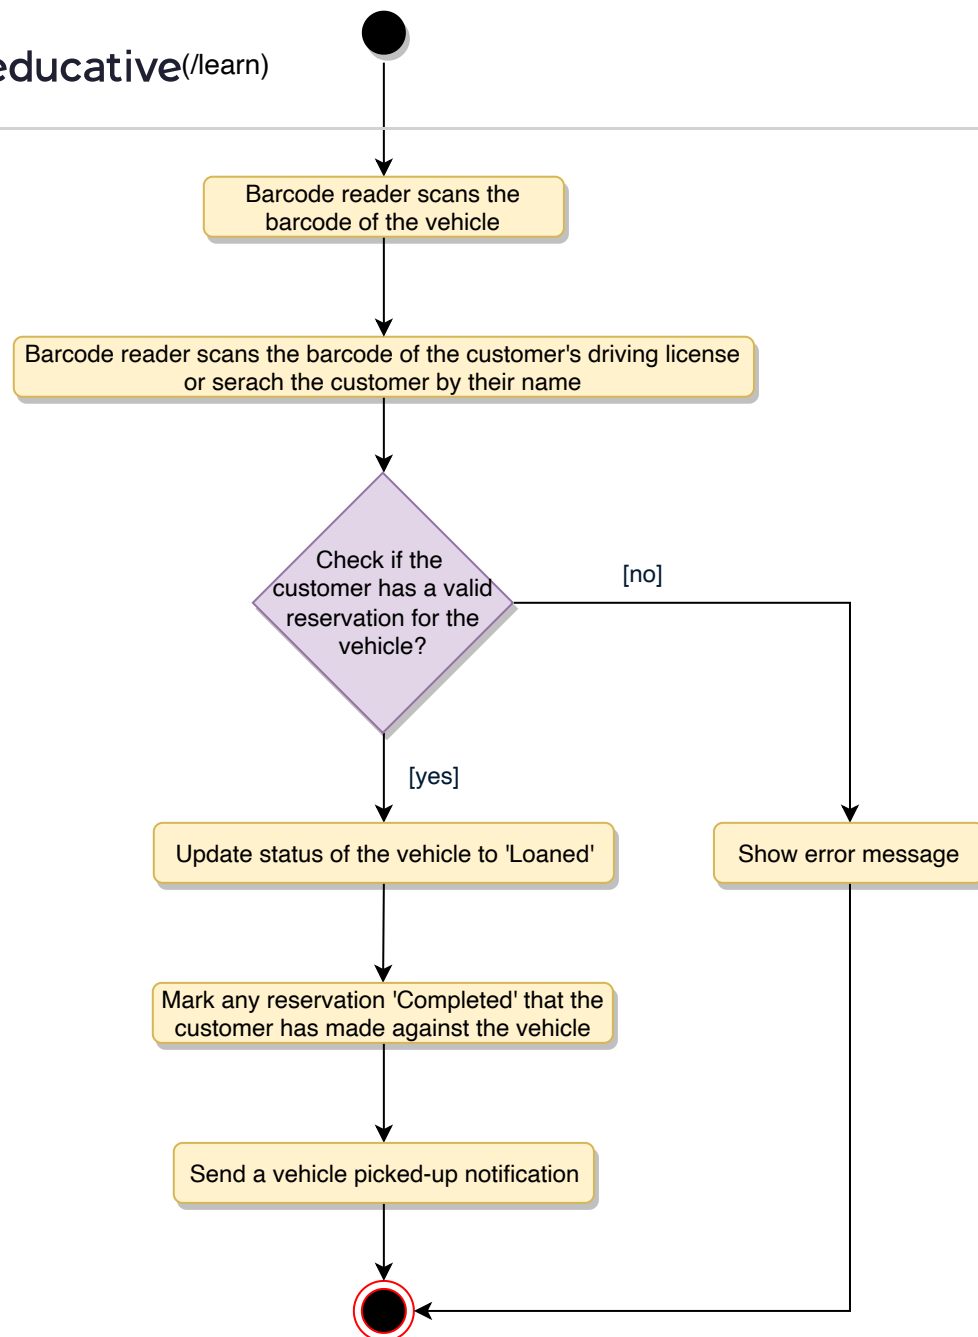 educative(/learn)
Barcode reader scans the
barcode of the vehicle
Barcode reader scans the barcode of the customer's driving license
or serach the customer by their name
Check if the
customer has a valid
reservation for the
vehicle?
[no]
[yes]
Update status of the vehicle to 'Loaned'
Show error message
Mark any reservation 'Completed' that the
customer has made against the vehicle
Send a vehicle picked-up notification